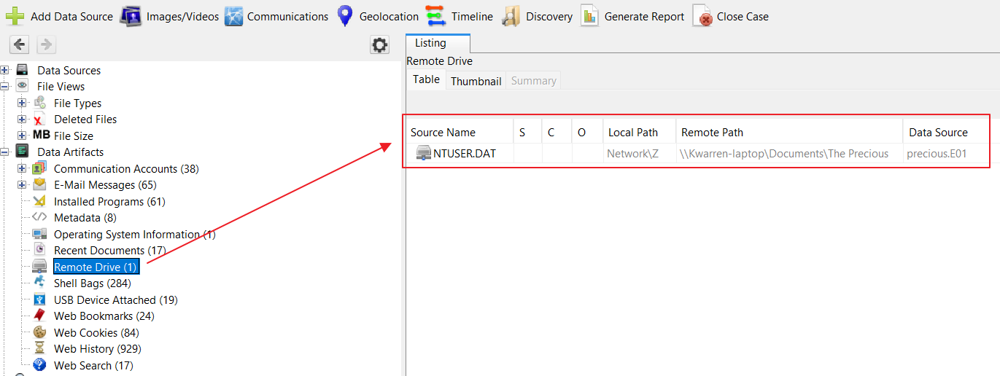 Add Data Source Images/Videos Communications Geolocation Timeline Discovery Generate Report Close Case
Listing
Remote Drive
Table Thumbnail Summary
Data Sources
File Views
File Types
Deleted Files
MB File Size
Data Artifacts
Communication Accounts (38)
E-Mail Messages (65)
Installed Programs (61)
Metadata (8)
Operating System Information (1)
Recent Documents (17)
Remote Drive (1)
Shell Bags (284)
USB Device Attached (19)
Web Bookmarks (24)
Web Cookies (84)
Web History (929)
Web Search (17)
Source Name S C O Local Path Remote Path Data Source
NTUSER.DAT Network\Z \\Kwarren-laptop\Documents\The Precious precious.E01